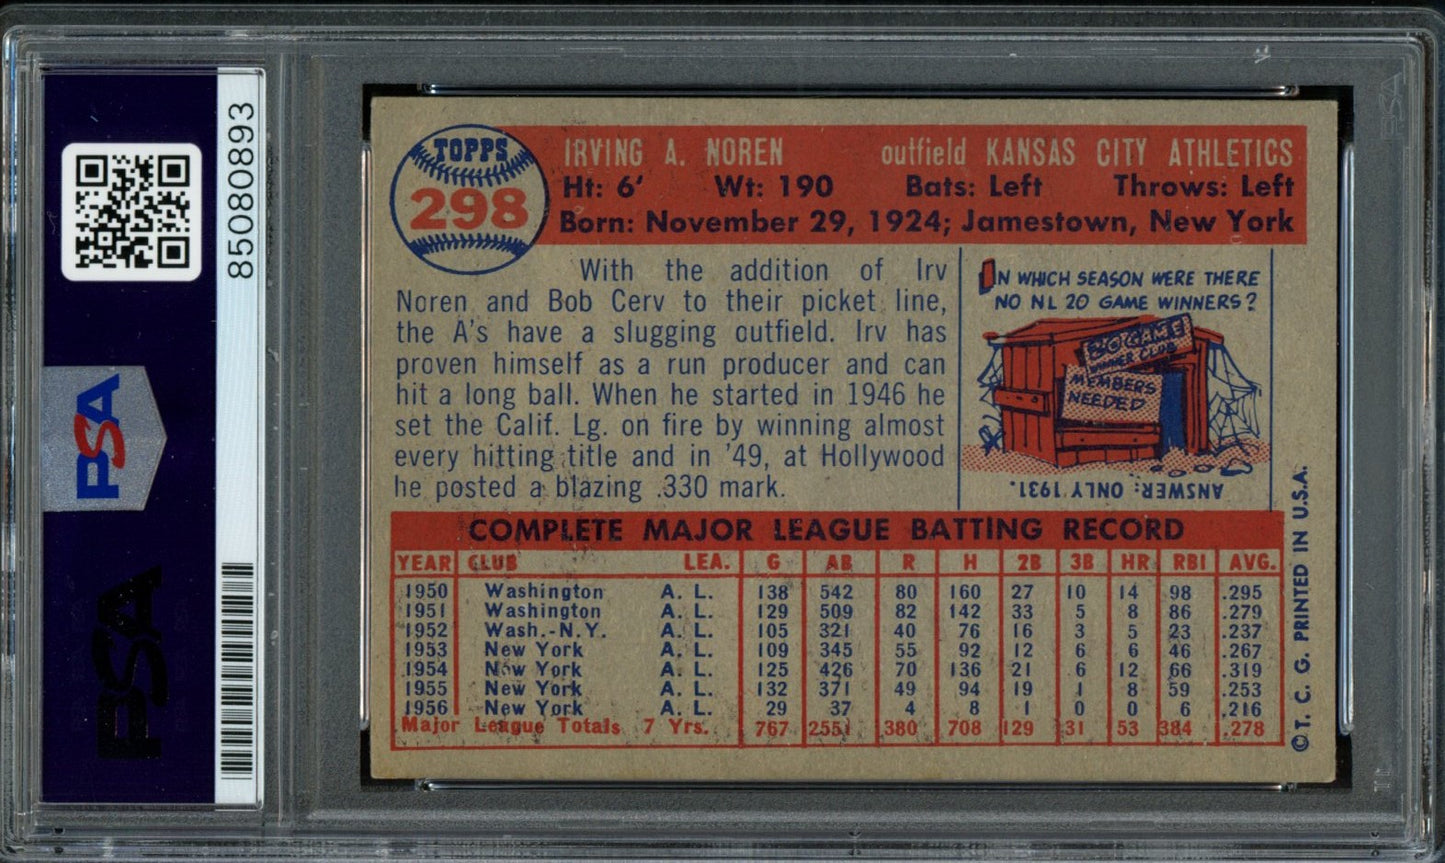 85080893
PSA
PSA
PSA
TOPPS
298
IRVING A. NOREN outfield KANSAS CITY ATHLETICS
Ht: 6' Wt: 190 Bats: Left Throws: Left
Born: November 29, 1924; Jamestown, New York
With the addition of Irv
Noren and Bob Cerv to their picket line,
the A's have a slugging outfield. Irv has
proven himself as a run producer and can
hit a long ball. When he started in 1946 he
set the Calif. Lg. on fire by winning almost
every hitting title and in '49, at Hollywood
he posted a blazing .330 mark.
IN WHICH SEASON WERE THERE
NO NL 20 GAME WINNERS?
GAME
WINNER CLUB
MEMBERS
NEEDED
ANSWER: ONLY 1931.
COMPLETE MAJOR LEAGUE BATTING RECORD
YEAR CLUB LEA. G AB R H 2B 3B HR RBI AVG.
1950 Washington A. L. 138 542 80 160 27 10 14 98 .295
1951 Washington A. L. 129 509 82 142 33 5 8 86 .279
1952 Wash.-N.Y. A. L. 105 321 40 76 16 3 5 23 .237
1953 New York A. L. 109 345 55 92 12 6 6 46 .267
1954 New York A. L. 125 426 70 136 21 6 12 66 .319
1955 New York A. L. 132 371 49 94 19 1 8 59 .253
1956 New York A. L. 29 37 4 8 1 0 0 6 .216
Major League Totals 7 Yrs. 767 2551 380 708 129 31 53 384 .278
©T. C. G. PRINTED IN U.S.A.